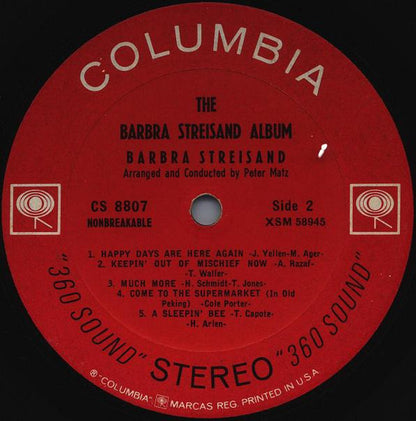 COLUMBIA
THE
BARBRA STREISAND ALBUM
BARBRA STREISAND
Arranged and Conducted by Peter Matz
CS 8807
NONBREAKABLE
Side 2
XSM 58945
1. HAPPY DAYS ARE HERE AGAIN -J. Yellen-M. Ager-
2. KEEPIN' OUT OF MISCHIEF NOW -A. Razaf-
T. Waller-
3. MUCH MORE -H. Schmidt-T. Jones-
4. COME TO THE SUPERMARKET (In Old
Peking) -Cole Porter-
5. A SLEEPIN' BEE -T. Capote-
H. Arlen-
"360 SOUND" STEREO "360 SOUND"
® "COLUMBIA" MARCAS REG. PRINTED IN U.S.A.